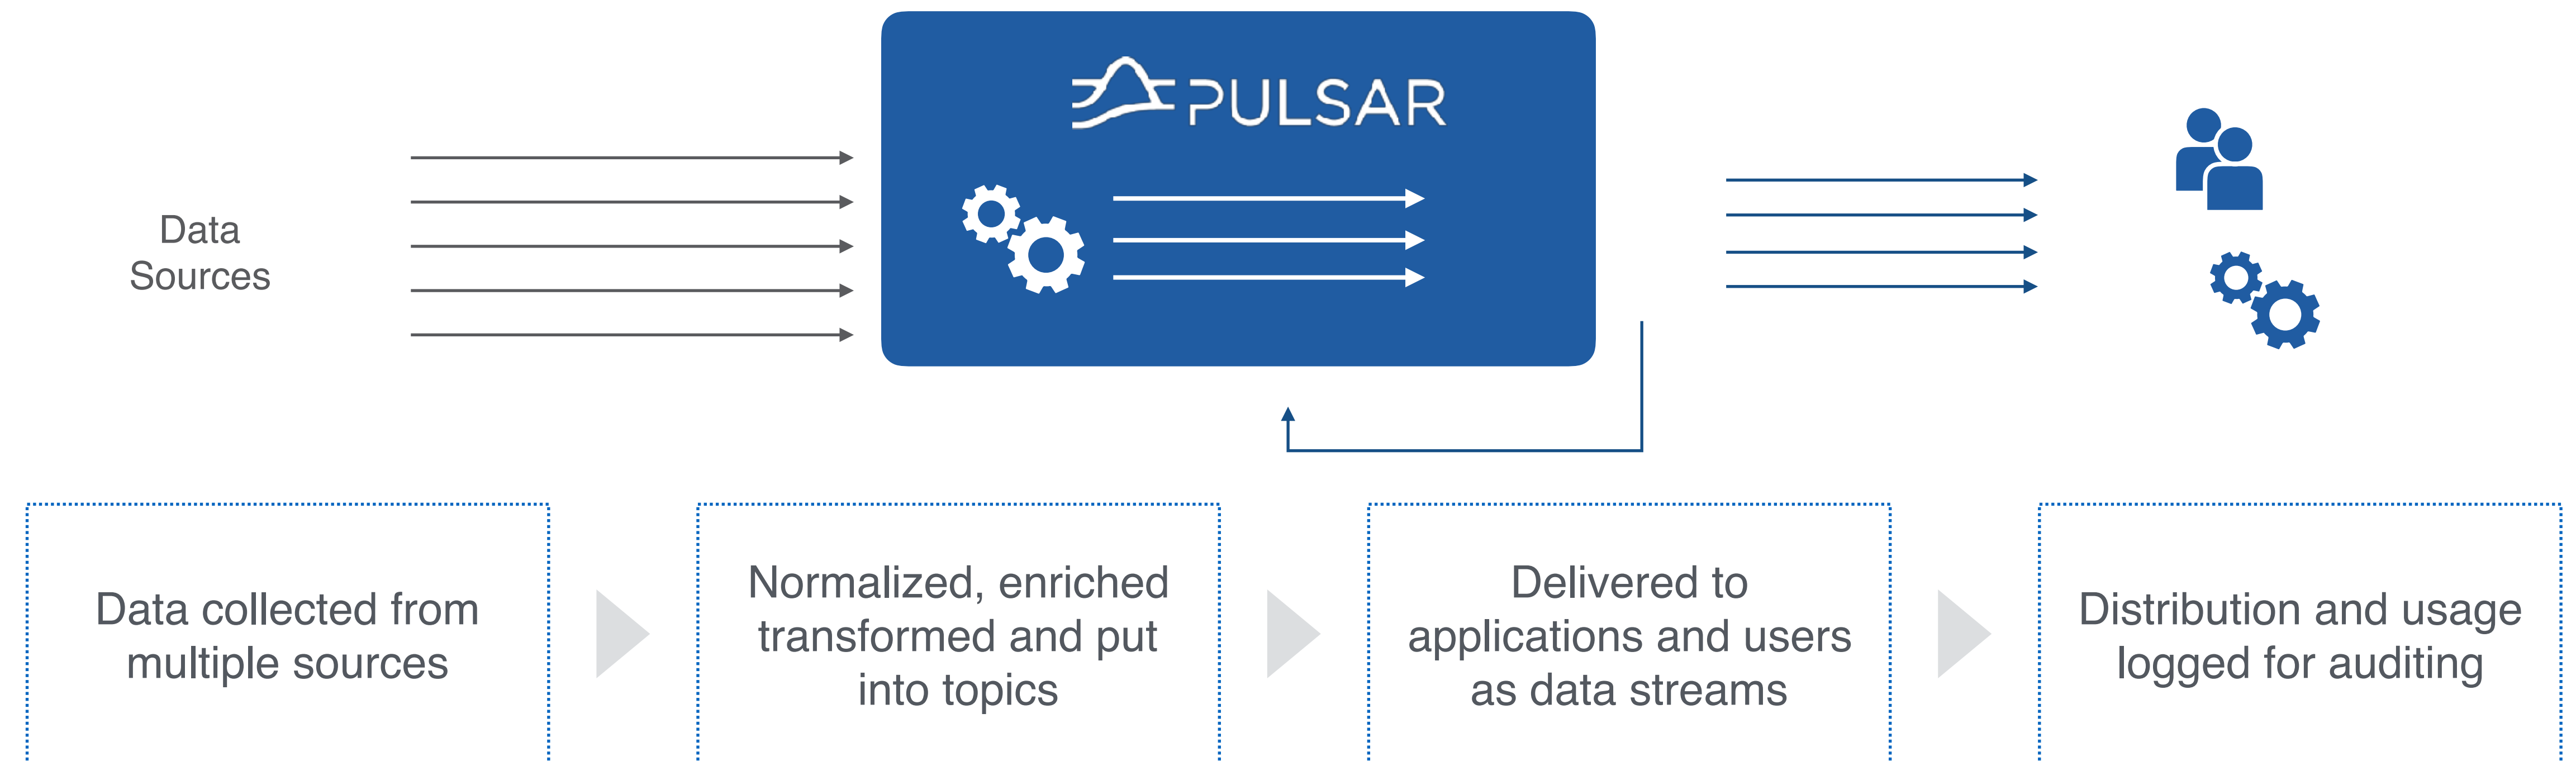 PULSAR
Data
Sources
Data collected from
multiple sources
Normalized, enriched
transformed and put
into topics
Delivered to
applications and users
as data streams
Distribution and usage
logged for auditing